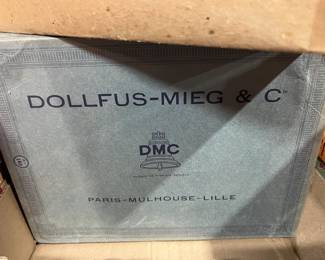 DOLLFUS-MIEG & Cᴵᴱ
DMC
PARIS-MULHOUSE-LILLE